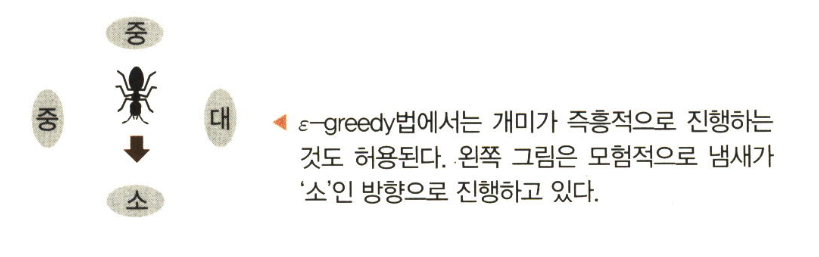 중
중
대
소
ε-greedy법에서는 개미가 즉흥적으로 진행하는
것도 허용된다. 왼쪽 그림은 모험적으로 냄새가
'소'인 방향으로 진행하고 있다.